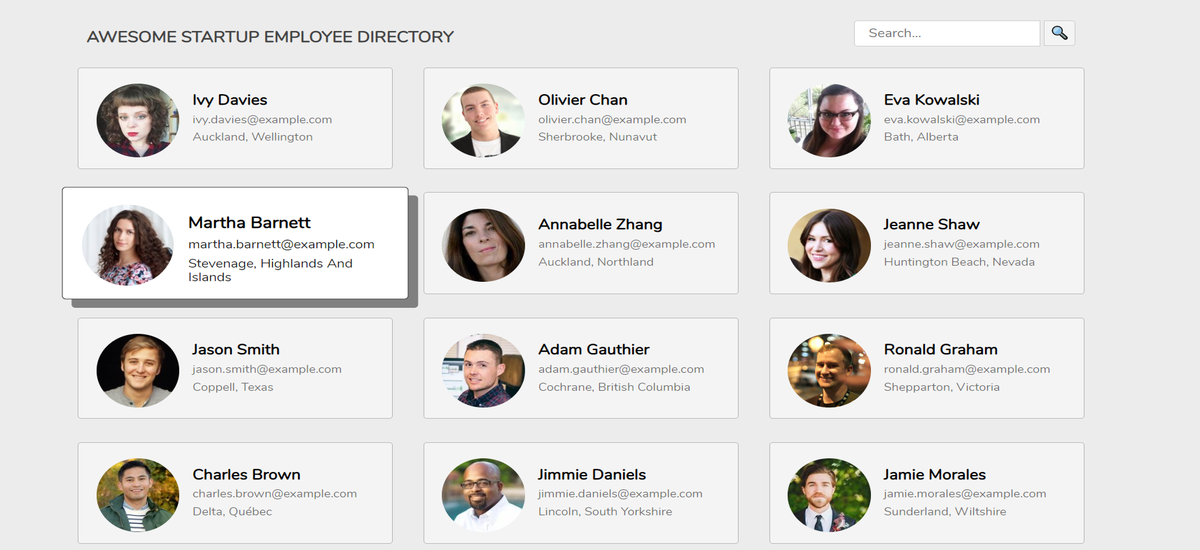 AWESOME STARTUP EMPLOYEE DIRECTORY
Search...
Ivy Davies
ivy.davies@example.com
Auckland, Wellington
Olivier Chan
olivier.chan@example.com
Sherbrooke, Nunavut
Eva Kowalski
eva.kowalski@example.com
Bath, Alberta
Martha Barnett
martha.barnett@example.com
Stevenage, Highlands And
Islands
Annabelle Zhang
annabelle.zhang@example.com
Auckland, Northland
Jeanne Shaw
jeanne.shaw@example.com
Huntington Beach, Nevada
Jason Smith
jason.smith@example.com
Coppell, Texas
Adam Gauthier
adam.gauthier@example.com
Cochrane, British Columbia
Ronald Graham
ronald.graham@example.com
Shepparton, Victoria
Charles Brown
charles.brown@example.com
Delta, Québec
Jimmie Daniels
jimmie.daniels@example.com
Lincoln, South Yorkshire
Jamie Morales
jamie.morales@example.com
Sunderland, Wiltshire